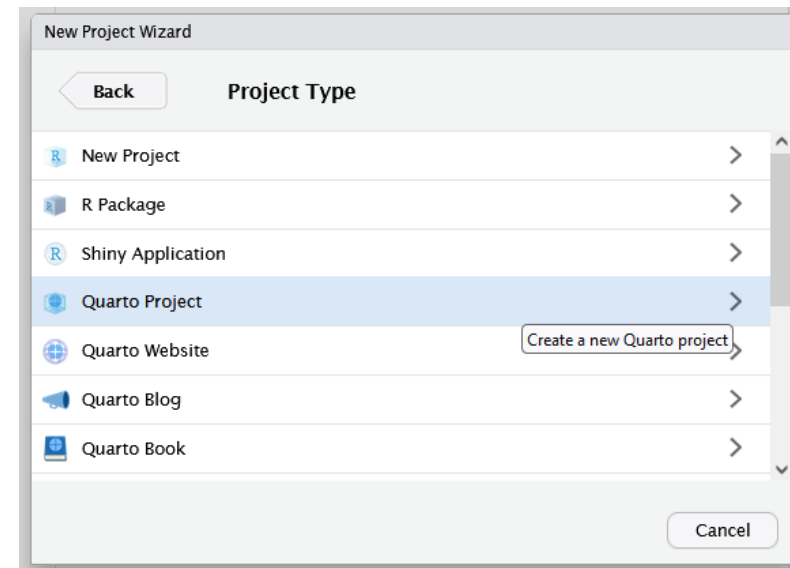 New Project Wizard
Back
Project Type
R New Project
R R Package
R Shiny Application
Quarto Project
Create a new Quarto project
Quarto Website
Quarto Blog
Quarto Book
Cancel